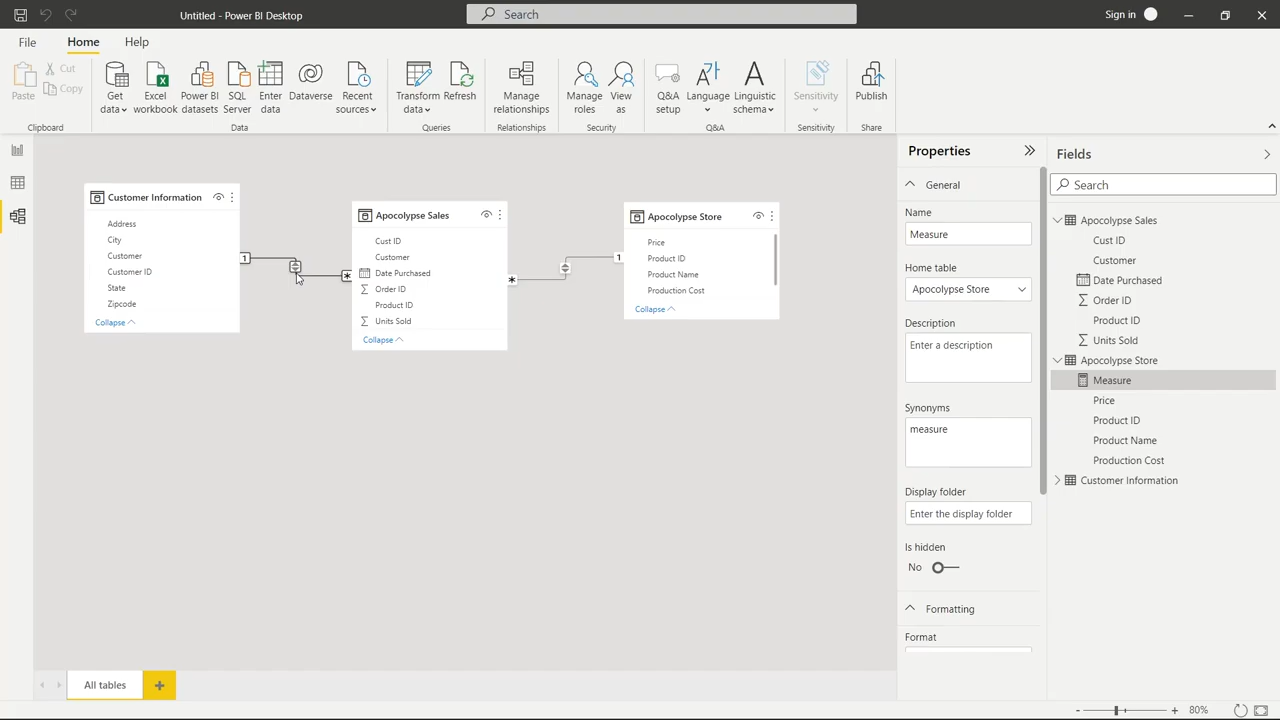 Untitled - Power BI Desktop
Search
Sign in
File
Home
Help
Paste
Cut
Copy
Get data
Excel workbook
Power BI datasets
SQL Server
Enter data
Dataverse
Recent sources
Transform data
Refresh
Manage relationships
Manage roles
View as
Q&A setup
Language
Linguistic schema
Sensitivity
Publish
Clipboard
Data
Queries
Relationships
Security
Q&A
Sensitivity
Share
Customer Information
Address
City
Customer
Customer ID
State
Zipcode
Collapse
1
*
Apocolypse Sales
Cust ID
Customer
Date Purchased
Order ID
Product ID
Units Sold
Collapse
*
1
Apocolypse Store
Price
Product ID
Product Name
Production Cost
Collapse
Properties
General
Name
Measure
Home table
Apocolypse Store
Description
Enter a description
Synonyms
measure
Display folder
Enter the display folder
Is hidden
No
Formatting
Format
Fields
Search
Apocolypse Sales
Cust ID
Customer
Date Purchased
Order ID
Product ID
Units Sold
Apocolypse Store
Measure
Price
Product ID
Product Name
Production Cost
Customer Information
All tables
80%